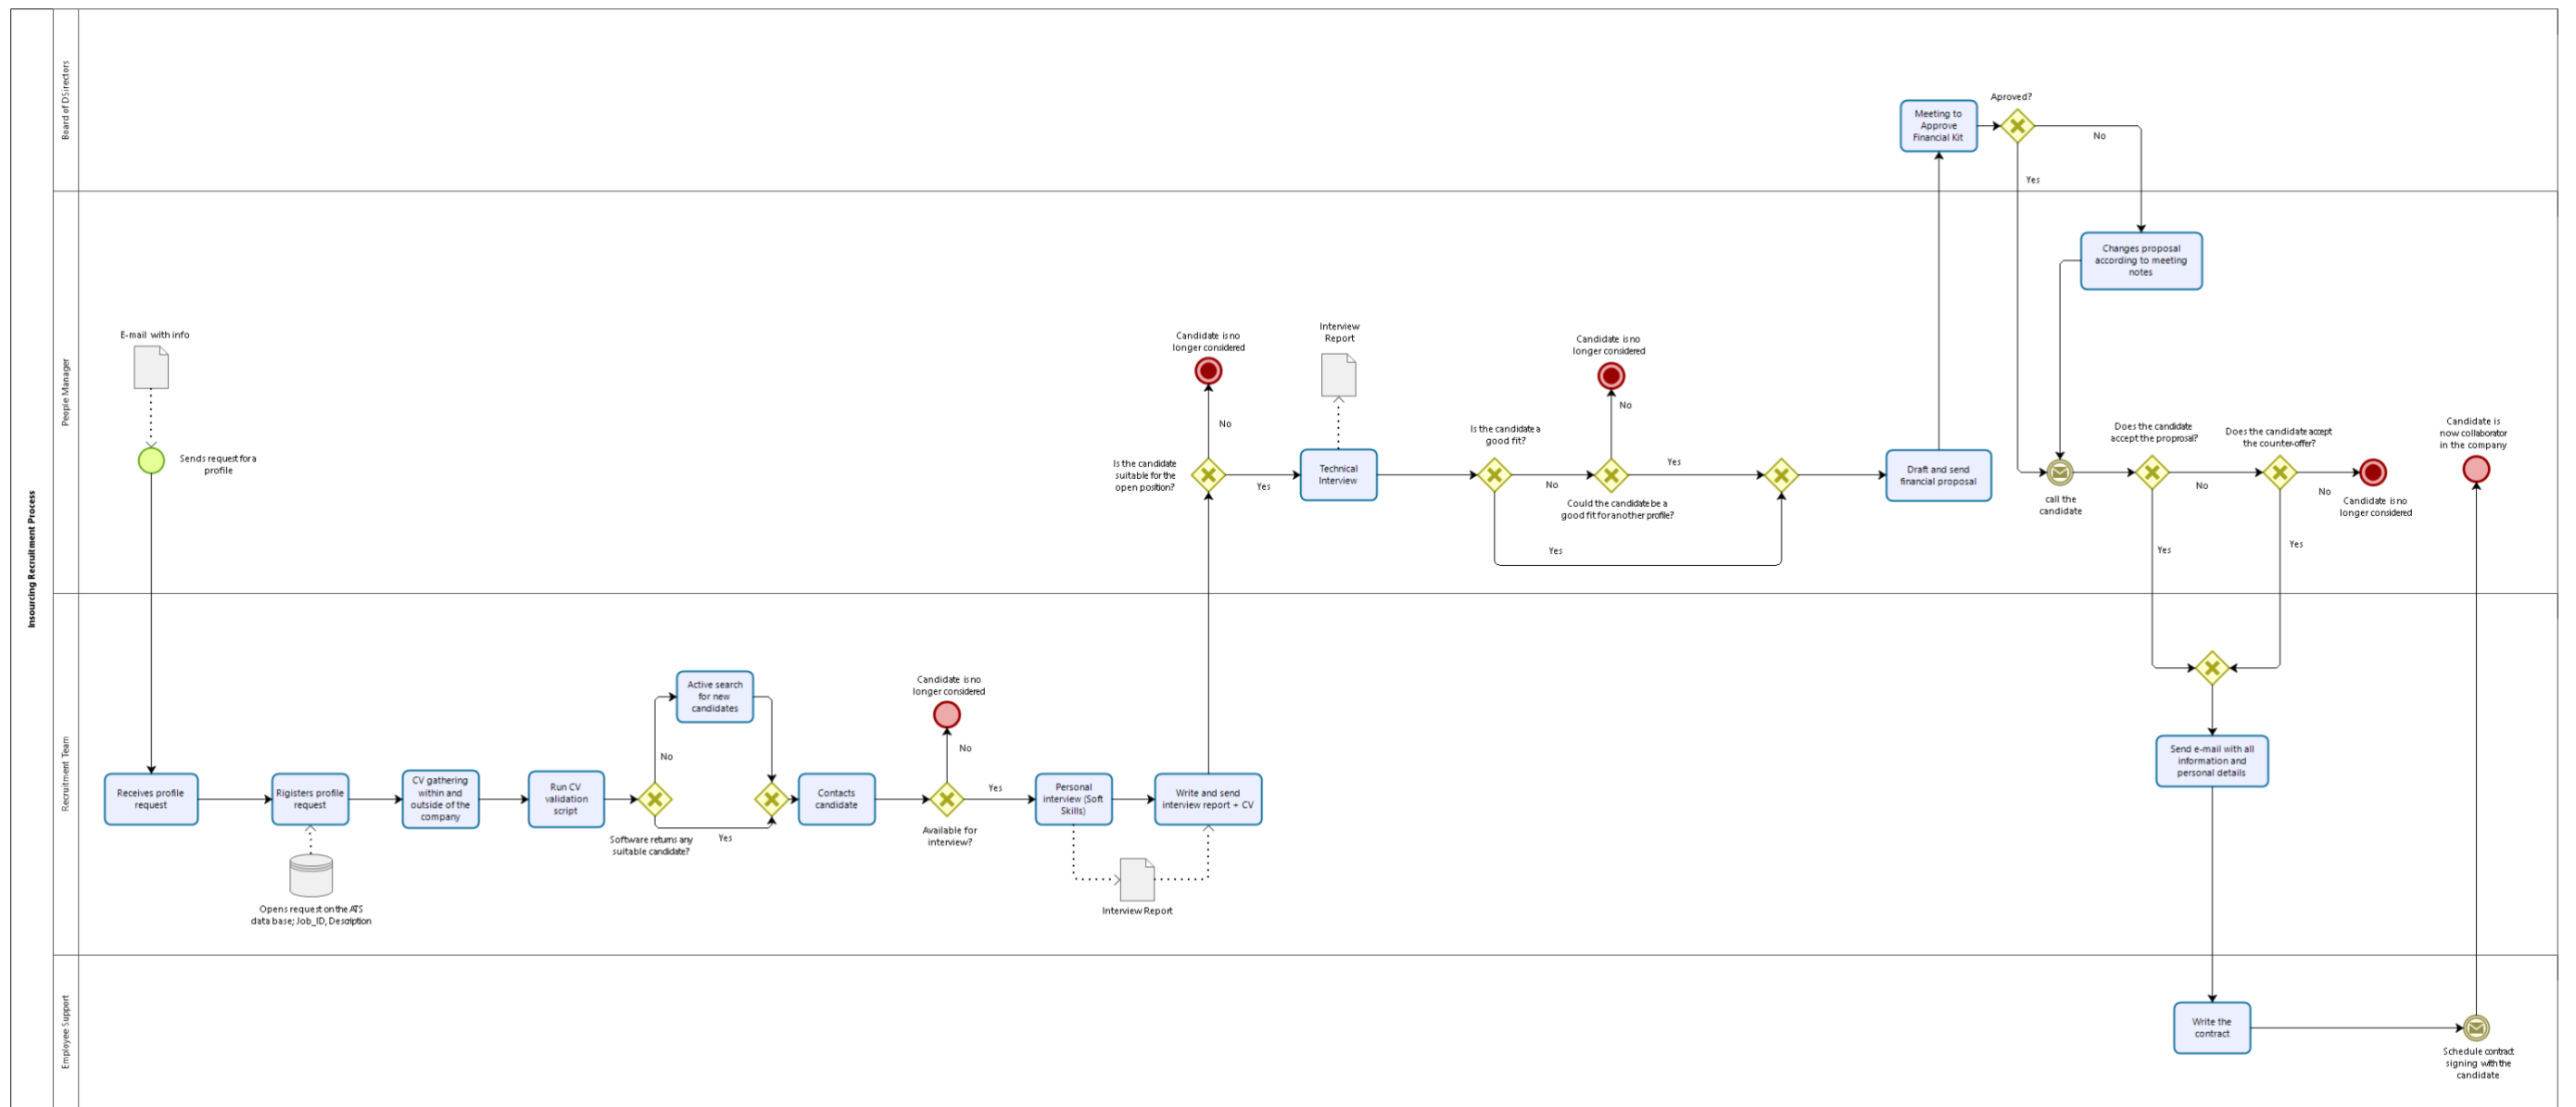 Insourcing Recruitment Process
Board of DSirectors
Meeting to
Approve
Financial Kit
Aproved?
No
Yes
People Manager
Changes proposal
according to meeting
notes
E-mail with info
Sends request for a
profile
Candidate is no
longer considered
No
Is the candidate
suitable for the
open position?
Yes
Interview
Report
Technical
Interview
Is the candidate a
good fit?
No
Yes
Candidate is no
longer considered
No
Yes
Could the candidate be a
good fit for another profile?
Draft and send
financial proposal
call the
candidate
Does the candidate
accept the proprosal?
No
Yes
Does the candidate accept
the counter-offer?
No
Yes
Candidate is no
longer considered
Candidate is
now collaborator
in the company
Recruitment Team
Receives profile
request
Rigisters profile
request
Opens request on the ATS
data base; Job_ID, Description
CV gathering
within and
outside of the
company
Run CV
validation
script
No
Software returns any
suitable candidate?
Yes
Active search
for new
candidates
Contacts
candidate
Candidate is no
longer considered
No
Yes
Available for
interview?
Personal
interview (Soft
Skills)
Interview Report
Write and send
interview report + CV
Send e-mail with all
information and
personal details
Employee Support
Write the
contract
Schedule contract
signing with the
candidate